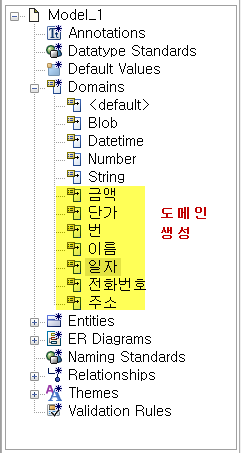 Model_1
Annotations
Datatype Standards
Default Values
Domains
<default>
Blob
Datetime
Number
String
금액
단가
번
이름
일자
전화번호
주소
도메인
생성
Entities
ER Diagrams
Naming Standards
Relationships
Themes
Validation Rules